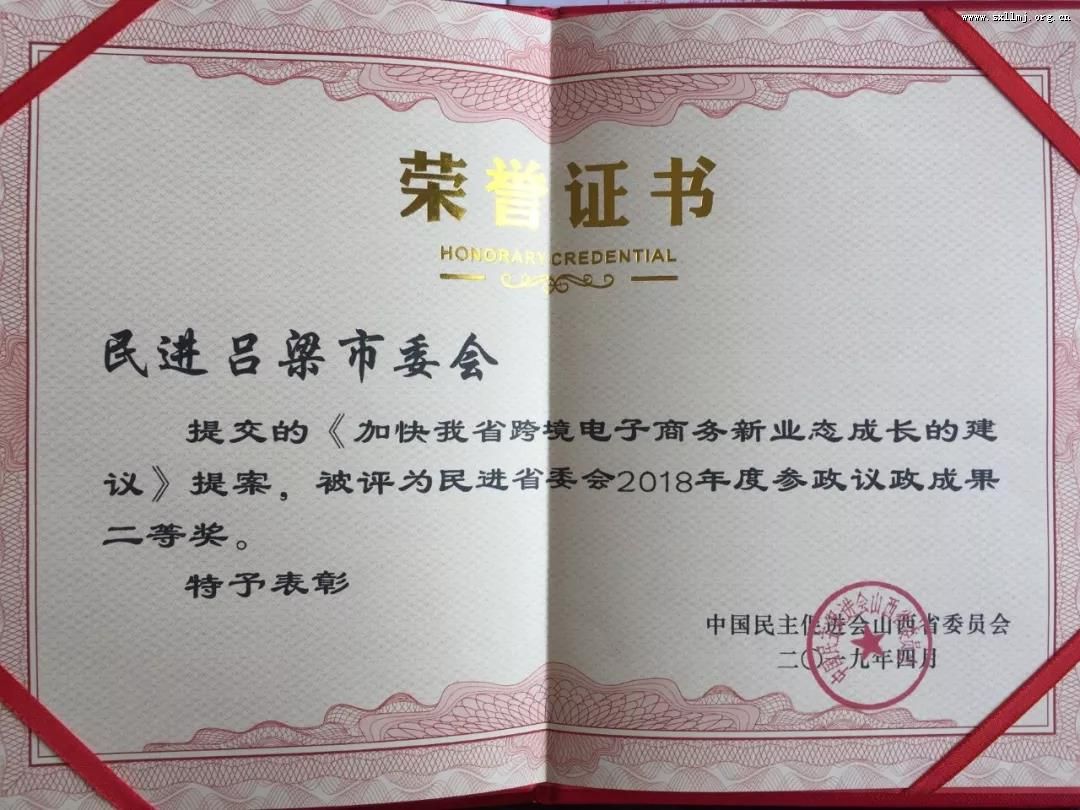 www.sxllmj.org.cn
荣誉证书
HONORARY CREDENTIAL
民进吕梁市委会
提交的《加快我省跨境电子商务新业态成长的建
议》提案，被评为民进省委会2018年度参政议政成果
二等奖。
特予表彰
中国民主促进会山西省委员会
二〇一九年四月